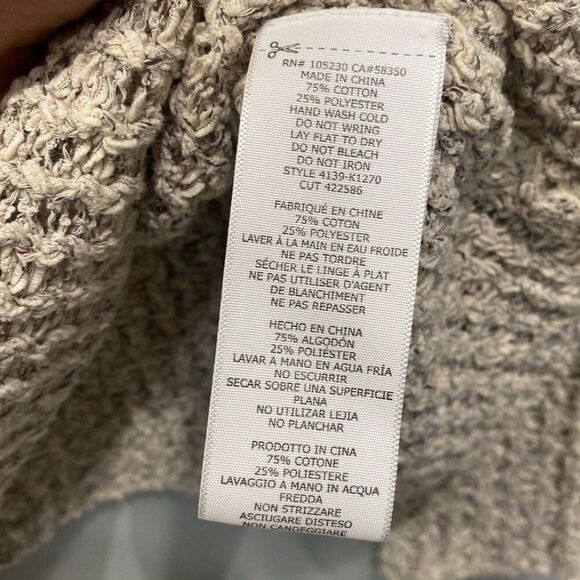 RN# 105230 CA#58350
MADE IN CHINA
75% COTTON
25% POLYESTER
HAND WASH COLD
DO NOT WRING
LAY FLAT TO DRY
DO NOT BLEACH
DO NOT IRON
STYLE 4139-K1270
CUT 422586
FABRIQUÉ EN CHINE
75% COTON
25% POLYESTER
LAVER À LA MAIN EN EAU FROIDE
NE PAS TORDRE
SÉCHER LE LINGE À PLAT
NE PAS UTILISER D'AGENT
DE BLANCHIMENT
NE PAS REPASSER
HECHO EN CHINA
75% ALGODÓN
25% POLIÉSTER
LAVAR A MANO EN AGUA FRÍA
NO ESCURRIR
SECAR SOBRE UNA SUPERFICIE
PLANA
NO UTILIZAR LEJIA
NO PLANCHAR
PRODOTTO IN CINA
75% COTONE
25% POLIESTERE
LAVAGGIO A MANO IN ACQUA
FREDDA
NON STRIZZARE
ASCIUGARE DISTESO
NON CANDEGGIARE